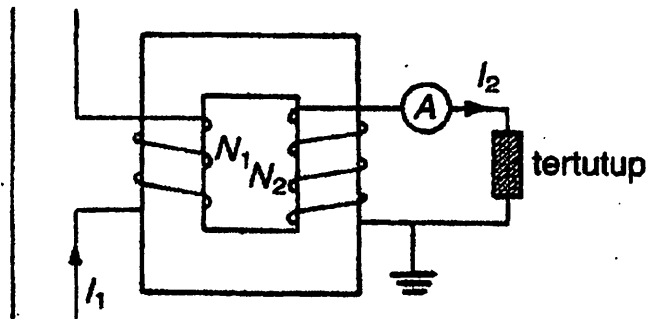 A
I₂
N₁
N₂
tertutup
I₁